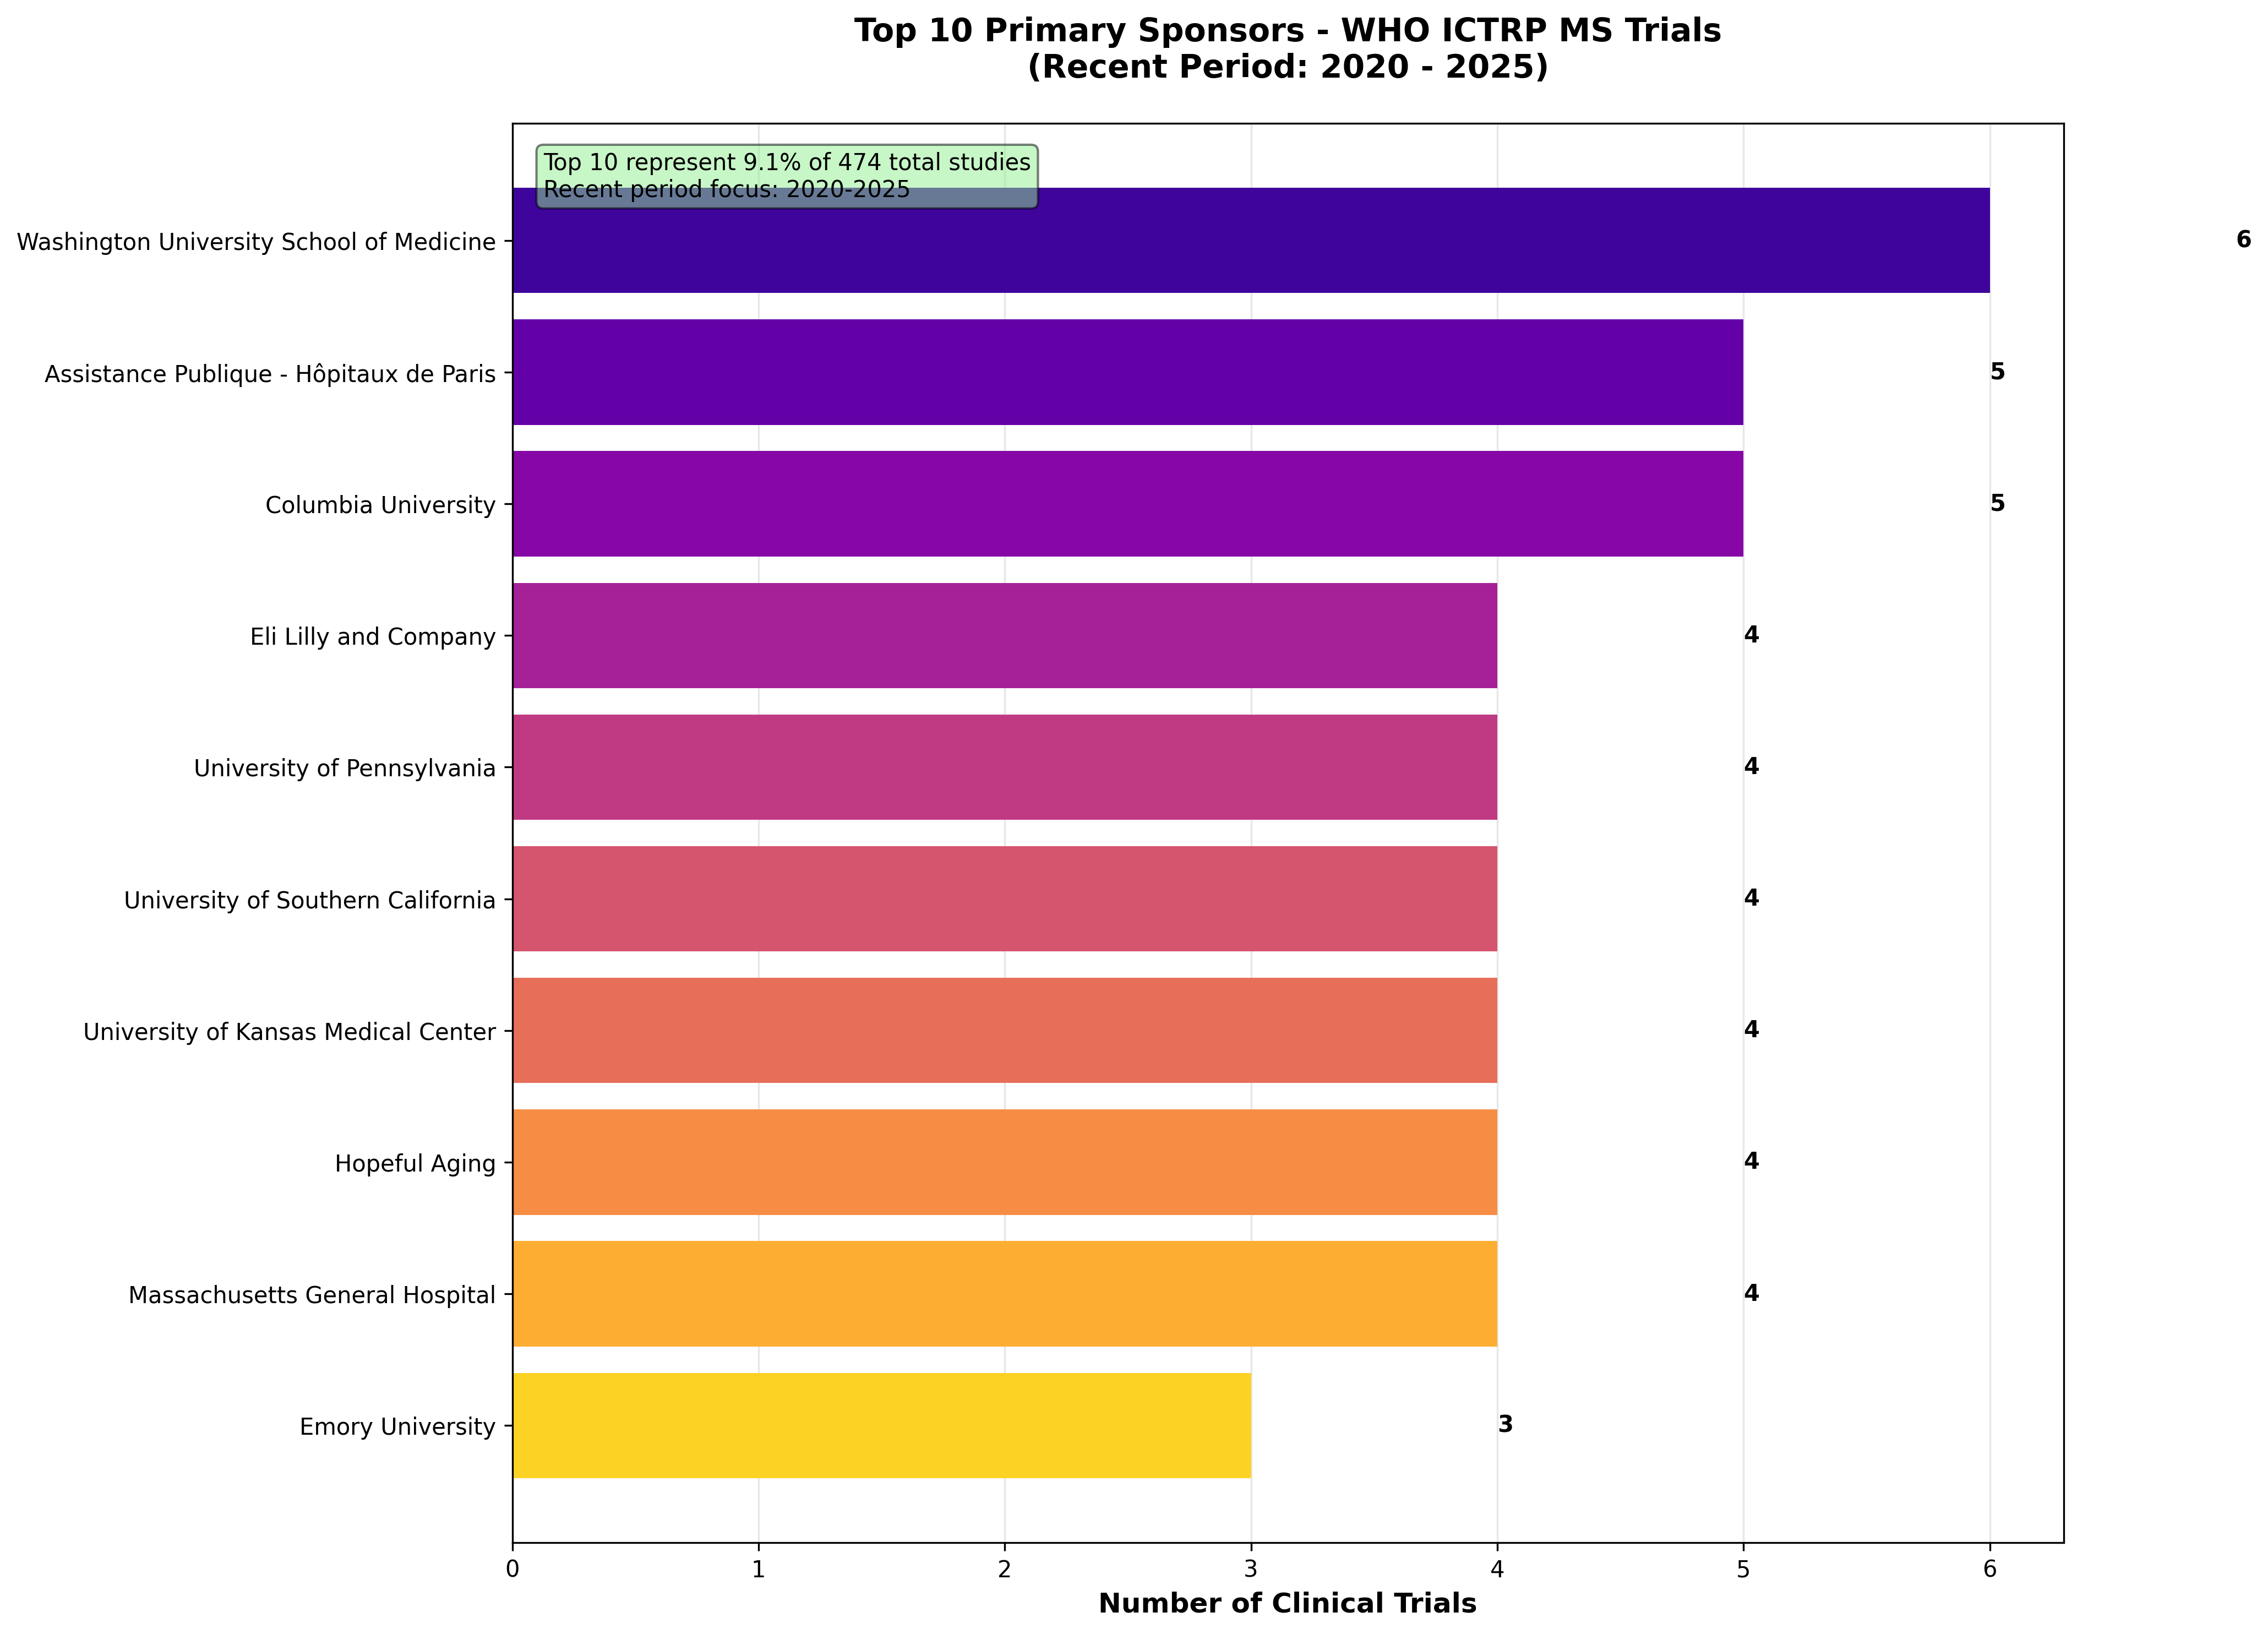 Top 10 Primary Sponsors - WHO ICTRP MS Trials
(Recent Period: 2020 - 2025)
Top 10 represent 9.1% of 474 total studies
Recent period focus: 2020-2025
Washington University School of Medicine
6
Assistance Publique - Hôpitaux de Paris
5
Columbia University
5
Eli Lilly and Company
4
University of Pennsylvania
4
University of Southern California
4
University of Kansas Medical Center
4
Hopeful Aging
4
Massachusetts General Hospital
4
Emory University
3
0 1 2 3 4 5 6
Number of Clinical Trials